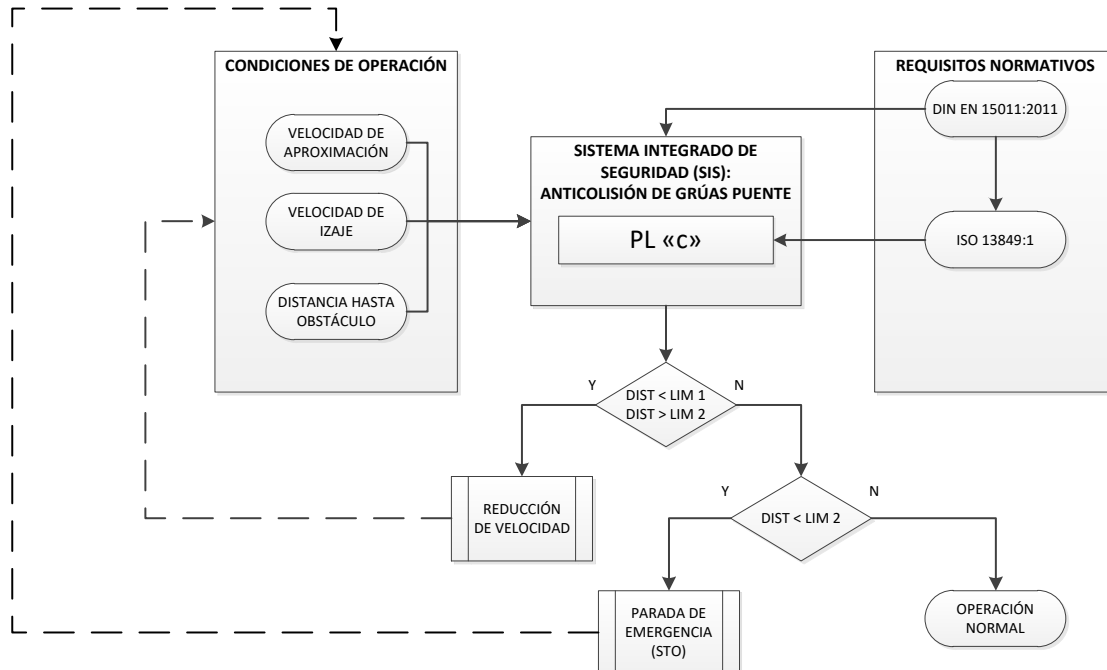 CONDICIONES DE OPERACIÓN
VELOCIDAD DE
APROXIMACIÓN
VELOCIDAD DE
IZAJE
DISTANCIA HASTA
OBSTÁCULO
SISTEMA INTEGRADO DE
SEGURIDAD (SIS):
ANTICOLISIÓN DE GRÚAS PUENTE
PL «c»
REQUISITOS NORMATIVOS
DIN EN 15011:2011
ISO 13849:1
Y
N
DIST < LIM 1
DIST > LIM 2
REDUCCIÓN
DE VELOCIDAD
Y
N
DIST < LIM 2
PARADA DE
EMERGENCIA
(STO)
OPERACIÓN
NORMAL